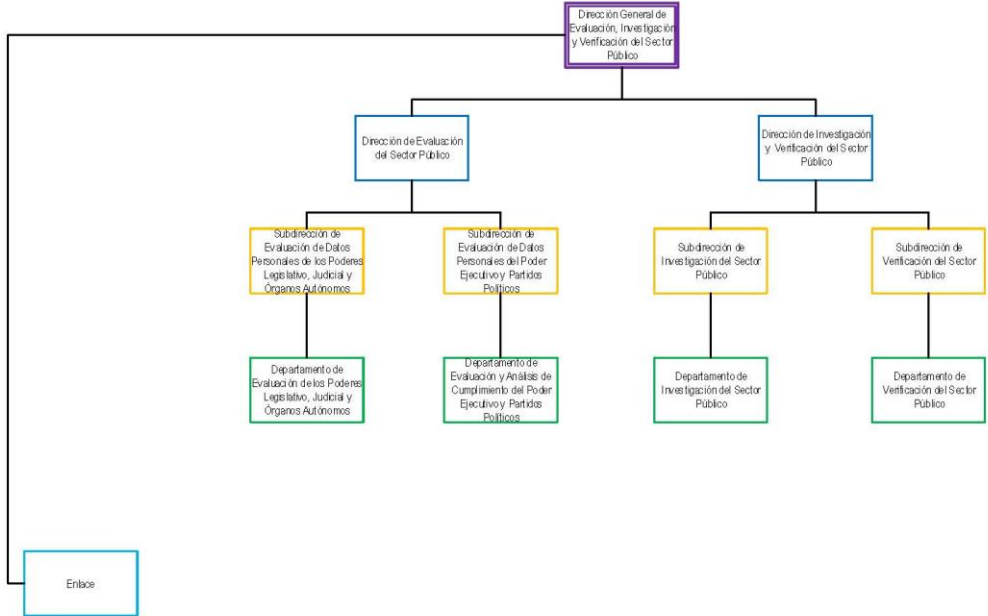 Dirección General de
Evaluación, Investigación
y Verificación del Sector
Público
Dirección de Evaluación
del Sector Público
Dirección de Investigación
y Verificación del Sector
Público
Subdirección de
Evaluación de Datos
Personales de los Poderes
Legislativo, Judicial y
Órganos Autónomos
Subdirección de
Evaluación de Datos
Personales del Poder
Ejecutivo y Partidos
Políticos
Subdirección de
Investigación del Sector
Público
Subdirección de
Verificación del Sector
Público
Departamento de
Evaluación de los Poderes
Legislativo, Judicial y
Órganos Autónomos
Departamento de
Evaluación y Análisis de
Cumplimiento del Poder
Ejecutivo y Partidos
Políticos
Departamento de
Investigación del Sector
Público
Departamento de
Verificación del Sector
Público
Enlace